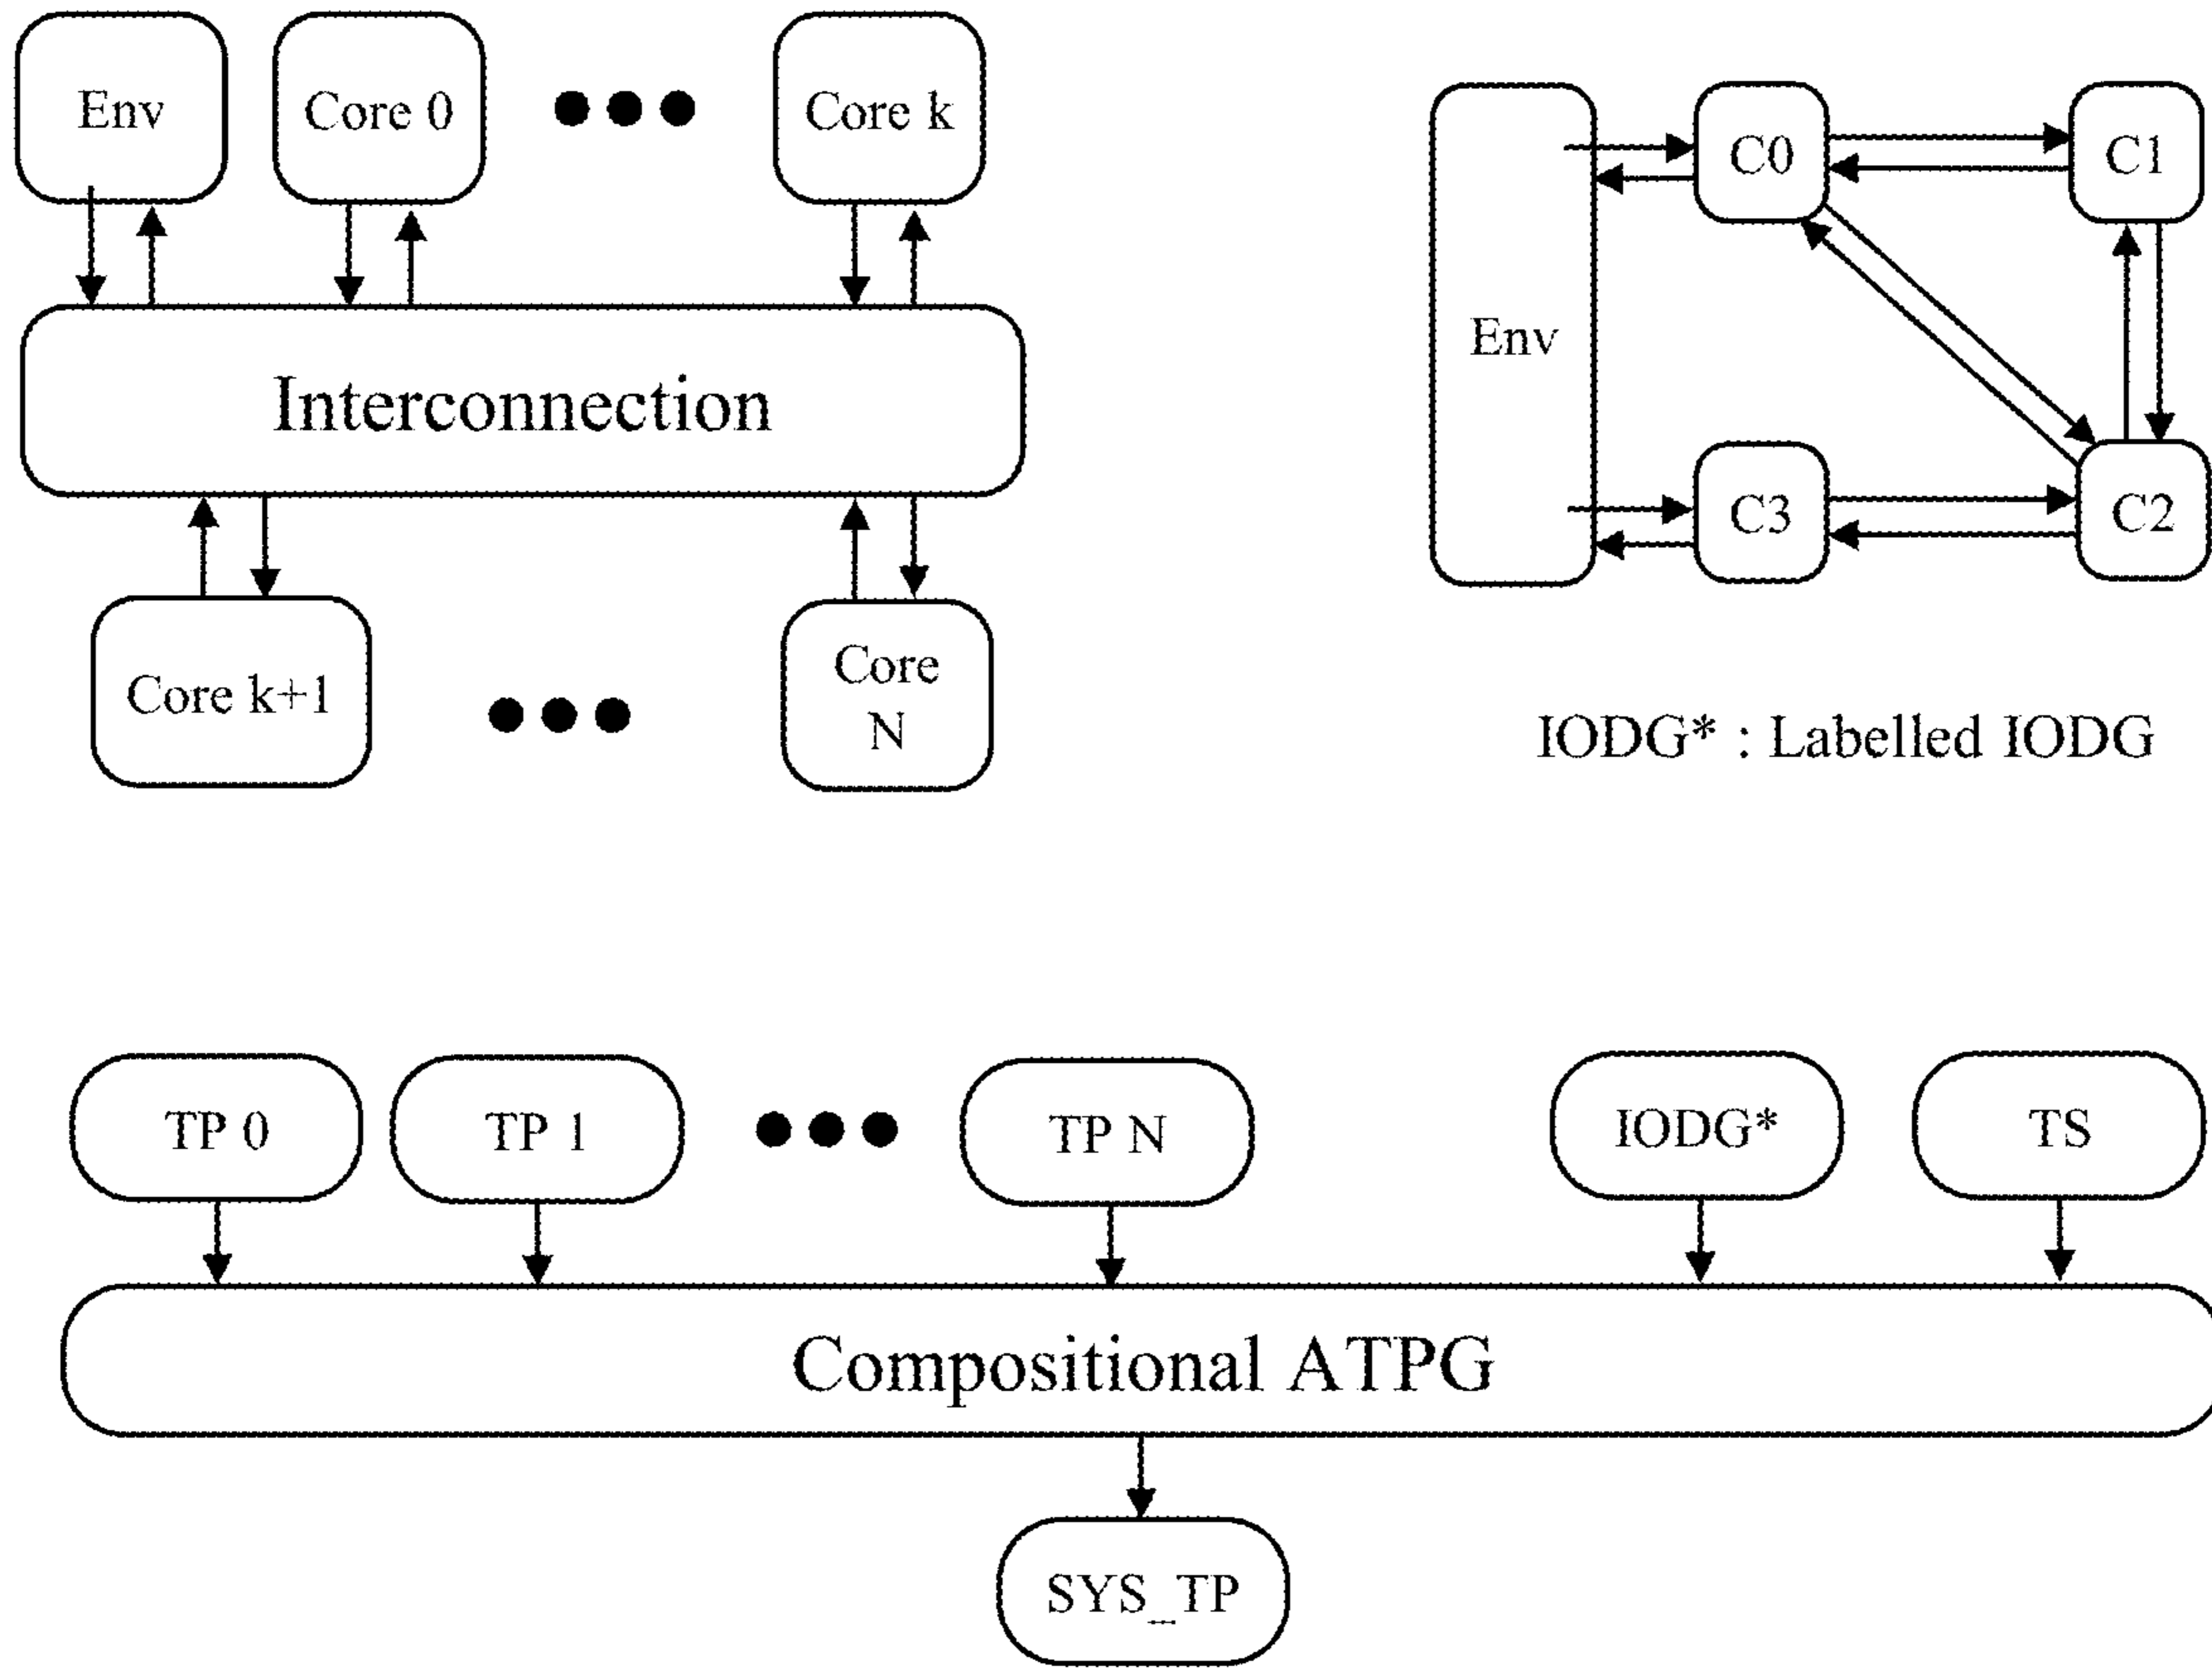 Env
Core 0
Core k
Interconnection
Core k+1
Core
N
C0
C1
Env
C3
C2
IODG* : Labelled IODG
TP 0
TP 1
TP N
IODG*
TS
Compositional ATPG
SYS_TP